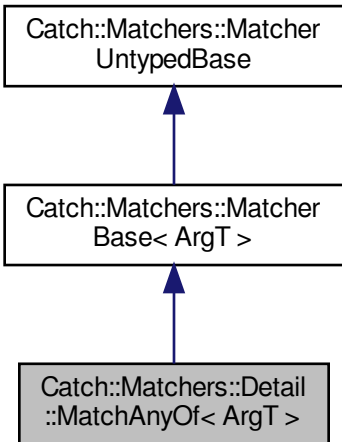 Catch::Matchers::Matcher
UntypedBase
Catch::Matchers::Matcher
Base< ArgT >
Catch::Matchers::Detail
::MatchAnyOf< ArgT >